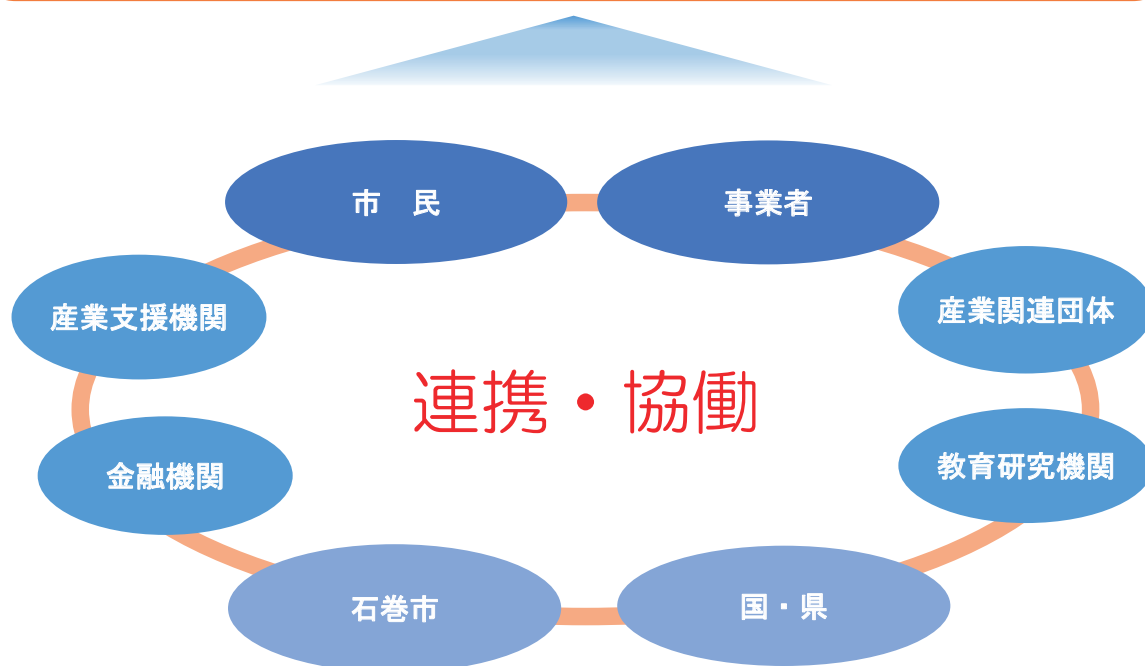 市　民
事業者
産業支援機関
産業関連団体
連携・協働
金融機関
教育研究機関
石巻市
国・県